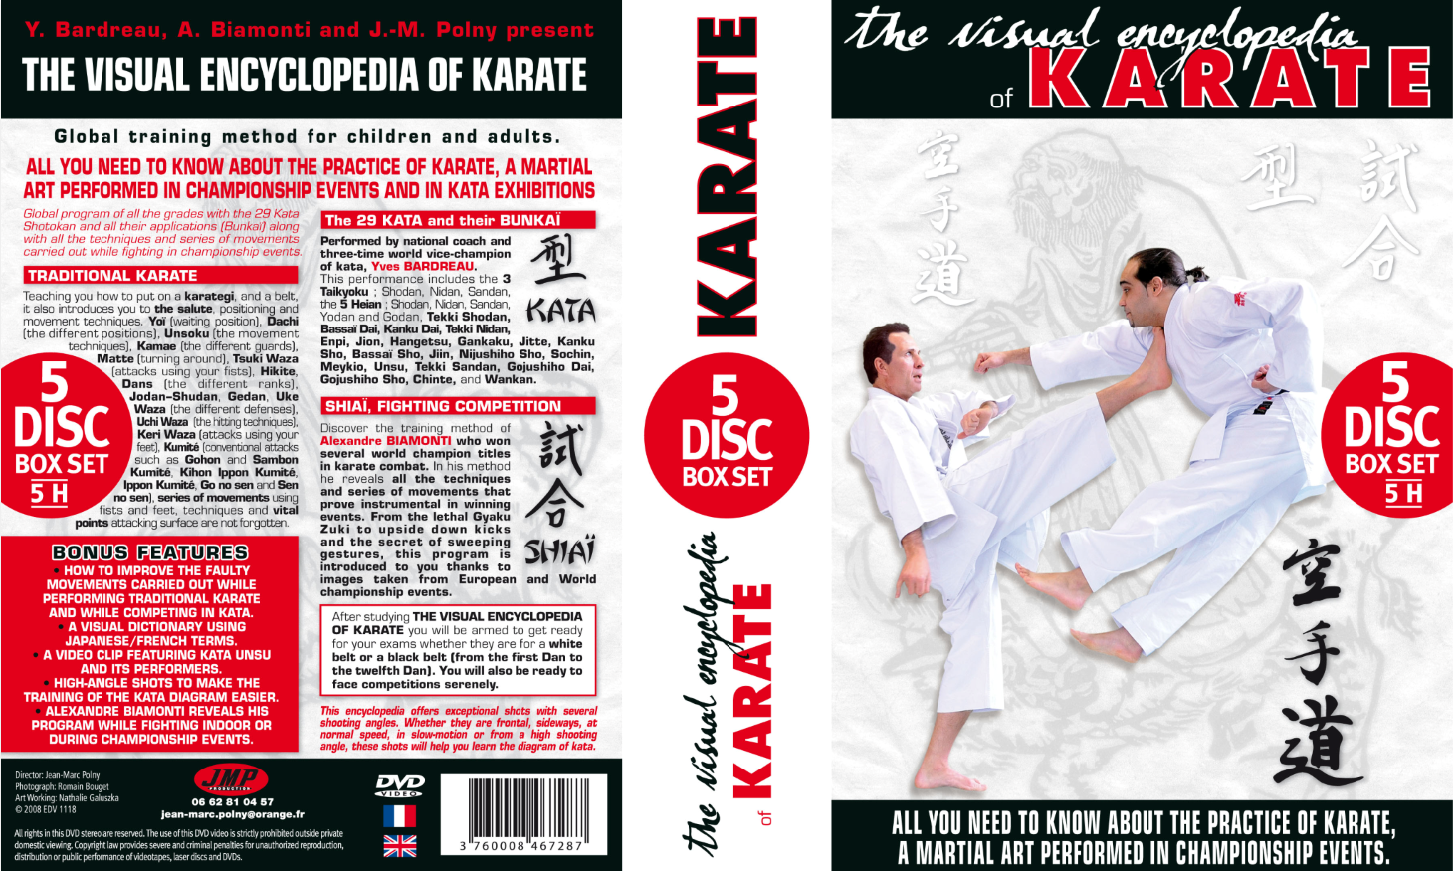 Y. Bardreau, A. Biamonti and J.-M. Polny present
THE VISUAL ENCYCLOPEDIA OF KARATE
Global training method for children and adults.
ALL YOU NEED TO KNOW ABOUT THE PRACTICE OF KARATE, A MARTIAL
ART PERFORMED IN CHAMPIONSHIP EVENTS AND IN KATA EXHIBITIONS
Global program of all the grades with the 29 Kata
Shotokan and all their applications (Bunkaï) along
with all the techniques and series of movements
carried out while fighting in championship events.
TRADITIONAL KARATE
Teaching you how to put on a karategi, and a belt,
it also introduces you to the salute, positioning and
movement techniques. Yoï (waiting position), Dachi
(the different positions), Unsoku (the movement
techniques), Kamae (the different guards),
Matte (turning around), Tsuki Waza
(attacks using your fists), Hikite,
Dans (the different ranks),
Jodan-Shudan, Gedan, Uke
Waza (the different defenses),
Uchi Waza (the hitting techniques),
Keri Waza (attacks using your
feet), Kumité (conventional attacks
such as Gohon and Sambon
Kumité, Kihon Ippon Kumité,
Ippon Kumité, Go no sen and Sen
no sen), series of movements using
fists and feet, techniques and vital
points attacking surface are not forgotten.
5
DISC
BOX SET
5 H
BONUS FEATURES
• HOW TO IMPROVE THE FAULTY
MOVEMENTS CARRIED OUT WHILE
PERFORMING TRADITIONAL KARATE
AND WHILE COMPETING IN KATA.
• A VISUAL DICTIONARY USING
JAPANESE/FRENCH TERMS.
• A VIDEO CLIP FEATURING KATA UNSU
AND ITS PERFORMERS.
• HIGH-ANGLE SHOTS TO MAKE THE
TRAINING OF THE KATA DIAGRAM EASIER.
• ALEXANDRE BIAMONTI REVEALS HIS
PROGRAM WHILE FIGHTING INDOOR OR
DURING CHAMPIONSHIP EVENTS.
The 29 KATA and their BUNKAÏ
Performed by national coach and
three-time world vice-champion
of kata, Yves BARDREAU.
This performance includes the 3
Taikyoku ; Shodan, Nidan, Sandan,
the 5 Heian ; Shodan, Nidan, Sandan,
Yodan and Godan, Tekki Shodan,
Bassaï Dai, Kanku Dai, Tekki Nidan,
Enpi, Jion, Hangetsu, Gankaku, Jitte, Kanku
Sho, Bassaï Sho, Jiin, Nijushiho Sho, Sochin,
Meykio, Unsu, Tekki Sandan, Gojushiho Dai,
Gojushiho Sho, Chinte, and Wankan.
型
KATA
SHIAÏ, FIGHTING COMPETITION
Discover the training method of
Alexandre BIAMONTI who won
several world champion titles
in karate combat. In his method
he reveals all the techniques
and series of movements that
prove instrumental in winning
events. From the lethal Gyaku
Zuki to upside down kicks
and the secret of sweeping
gestures, this program is
introduced to you thanks to
images taken from European and World
championship events.
試
合
SHIAÏ
After studying THE VISUAL ENCYCLOPEDIA
OF KARATE you will be armed to get ready
for your exams whether they are for a white
belt or a black belt (from the first Dan to
the twelfth Dan). You will also be ready to
face competitions serenely.
This encyclopedia offers exceptional shots with several
shooting angles. Whether they are frontal, sideways, at
normal speed, in slow-motion or from a high shooting
angle, these shots will help you learn the diagram of kata.
Director: Jean-Marc Polny
Photograph: Romain Bouget
Art Working: Nathalie Galuszka
© 2008 EDV 1118
JMP
PRODUCTION
06 62 81 04 57
jean-marc.polny@orange.fr
All rights in this DVD stereo are reserved. The use of this DVD video is strictly prohibited outside private
domestic viewing. Copyright law provides severe and criminal penalties for unauthorized reproduction,
distribution or public performance of videotapes, laser discs and DVDs.
DVD
VIDEO
3 760008 467287
KARATE
5
DISC
BOX SET
the visual encyclopedia
of KARATE
the visual encyclopedia
of KARATE
空
手
道
型
試
合
5
DISC
BOX SET
5 H
空
手
道
ALL YOU NEED TO KNOW ABOUT THE PRACTICE OF KARATE,
A MARTIAL ART PERFORMED IN CHAMPIONSHIP EVENTS.